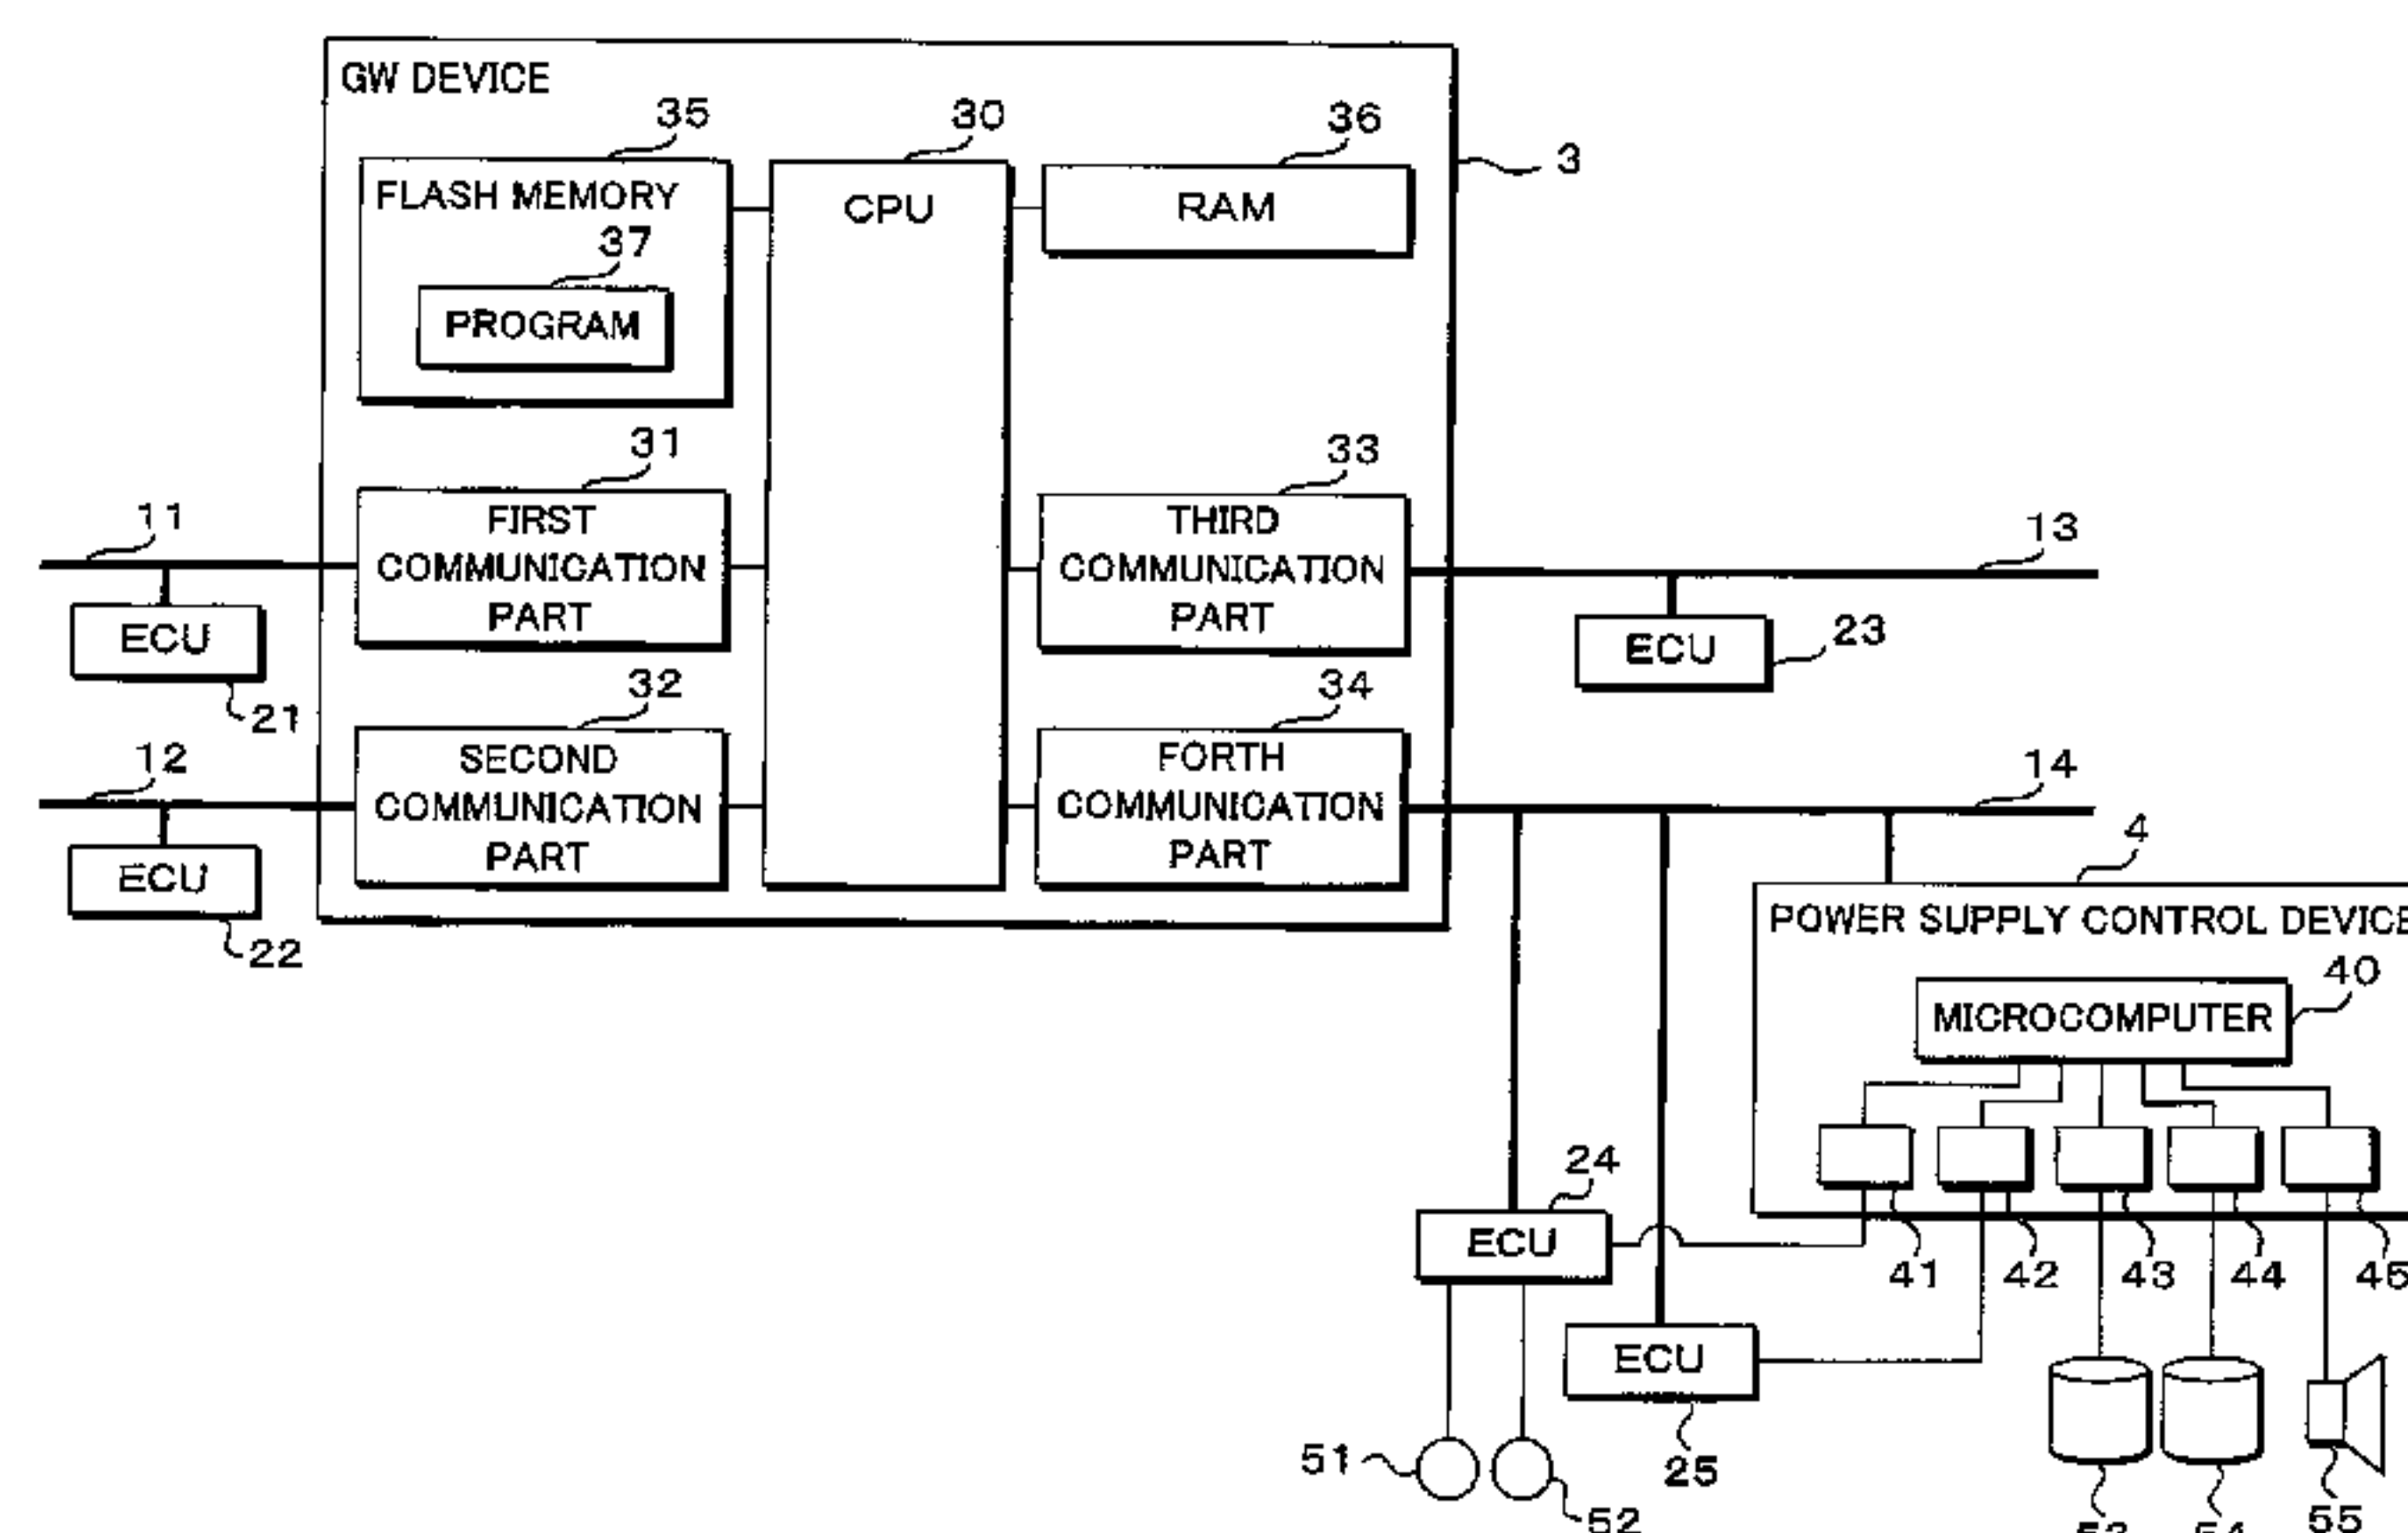 GW DEVICE
35
30
36
3
FLASH MEMORY
CPU
RAM
37
PROGRAM
31
33
11
FIRST
COMMUNICATION
PART
THIRD
COMMUNICATION
PART
13
ECU
21
ECU
23
32
34
12
SECOND
COMMUNICATION
PART
FORTH
COMMUNICATION
PART
14
ECU
22
4
POWER SUPPLY CONTROL DEVICE
40
MICROCOMPUTER
24
ECU
41
42
43
44
ECU
51
25
52
55